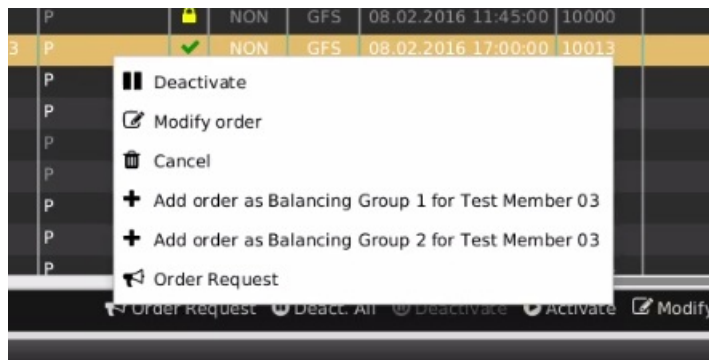 P NON GFS 08.02.2016 11:45:00 10000
3 P NON GFS 08.02.2016 17:00:00 10013
P Deactivate
P Modify order
P
P Cancel
P Add order as Balancing Group 1 for Test Member 03
P Add order as Balancing Group 2 for Test Member 03
P
Order Request
Order Request Deact. All Deactivate Activate Modify